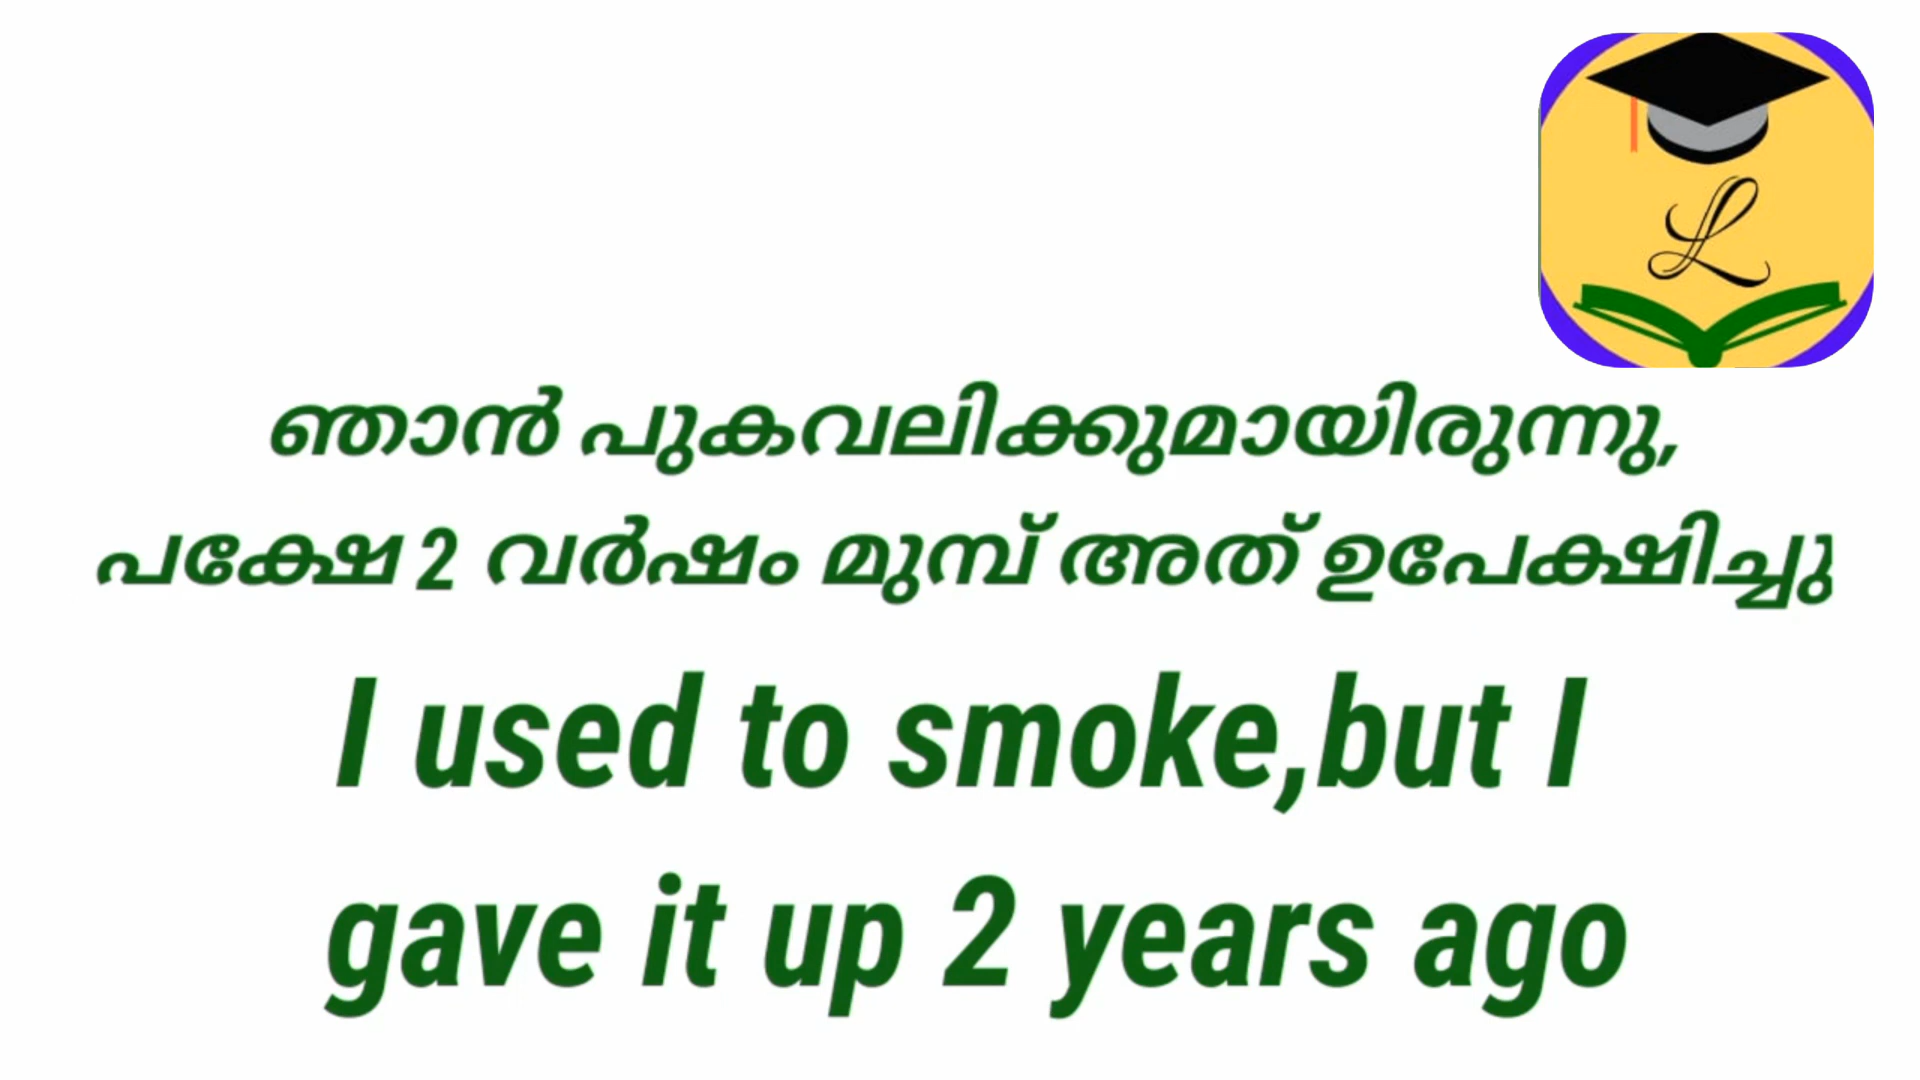 L
ഞാൻ പുകവലിക്കുമായിരുന്നു,
പക്ഷേ 2 വർഷം മുമ്പ് അത് ഉപേക്ഷിച്ചു
I used to smoke,but I
gave it up 2 years ago